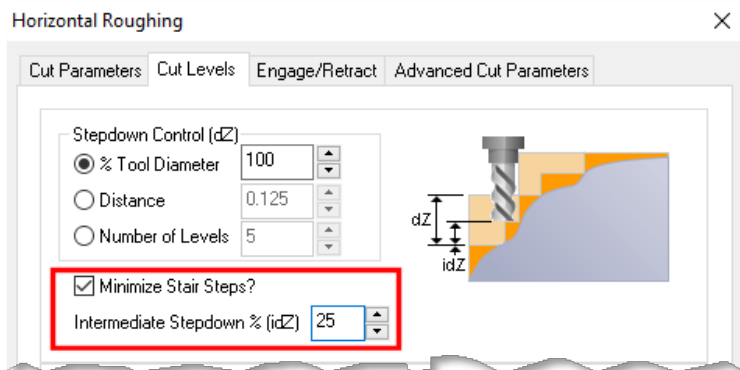 Horizontal Roughing
Cut Parameters Cut Levels Engage/Retract Advanced Cut Parameters
Stepdown Control (dZ)
% Tool Diameter 100
Distance 0.125
Number of Levels 5
dZ
idZ
Minimize Stair Steps?
Intermediate Stepdown % (idZ) 25